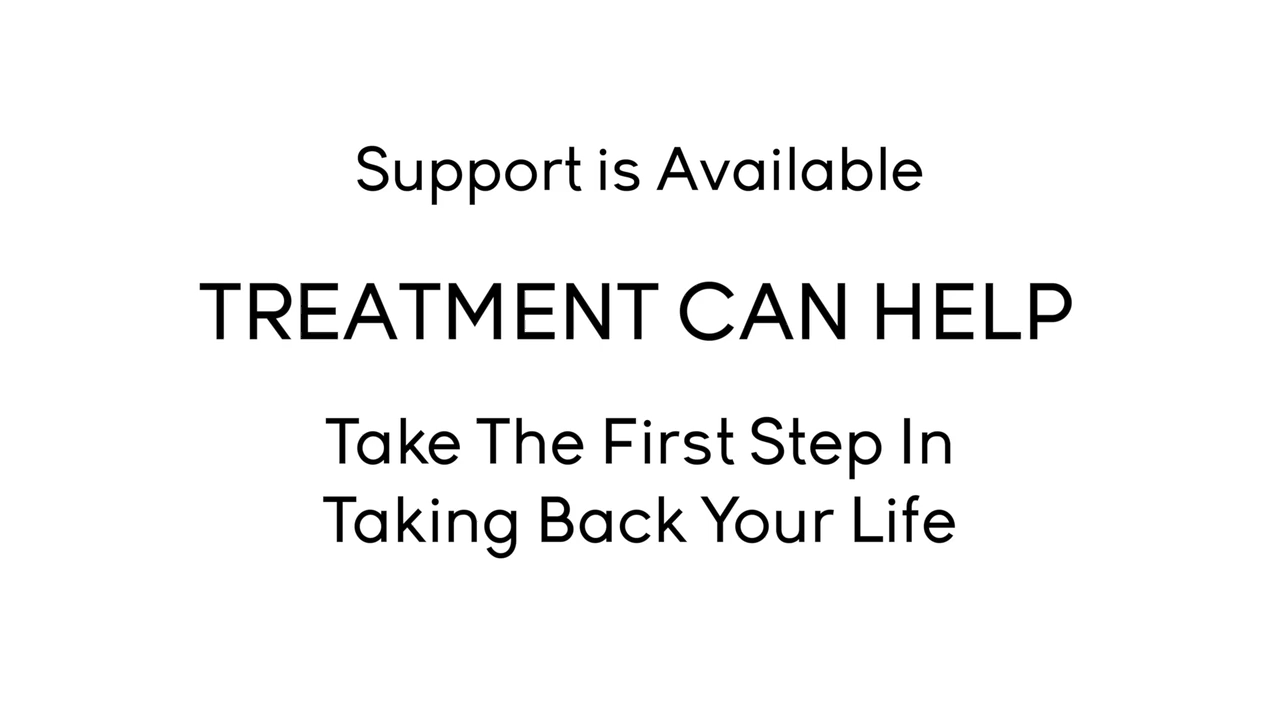 Support is Available
TREATMENT CAN HELP
Take The First Step In
Taking Back Your Life